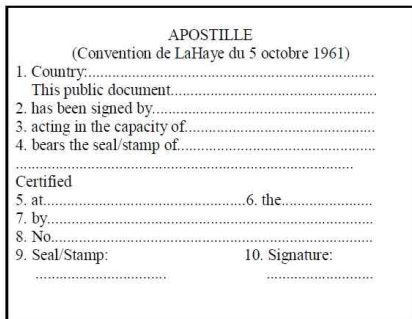 APOSTILLE
(Convention de LaHaye du 5 octobre 1961)
1. Country:..........................................................................
This public document.....................................................
2. has been signed by.........................................................
3. acting in the capacity of.................................................
4. bears the seal/stamp of...................................................
.......................................................................................
Certified
5. at....................................................6. the.......................
7. by...................................................................................
8. No...................................................................................
9. Seal/Stamp: 10. Signature:
.................................. ...........................